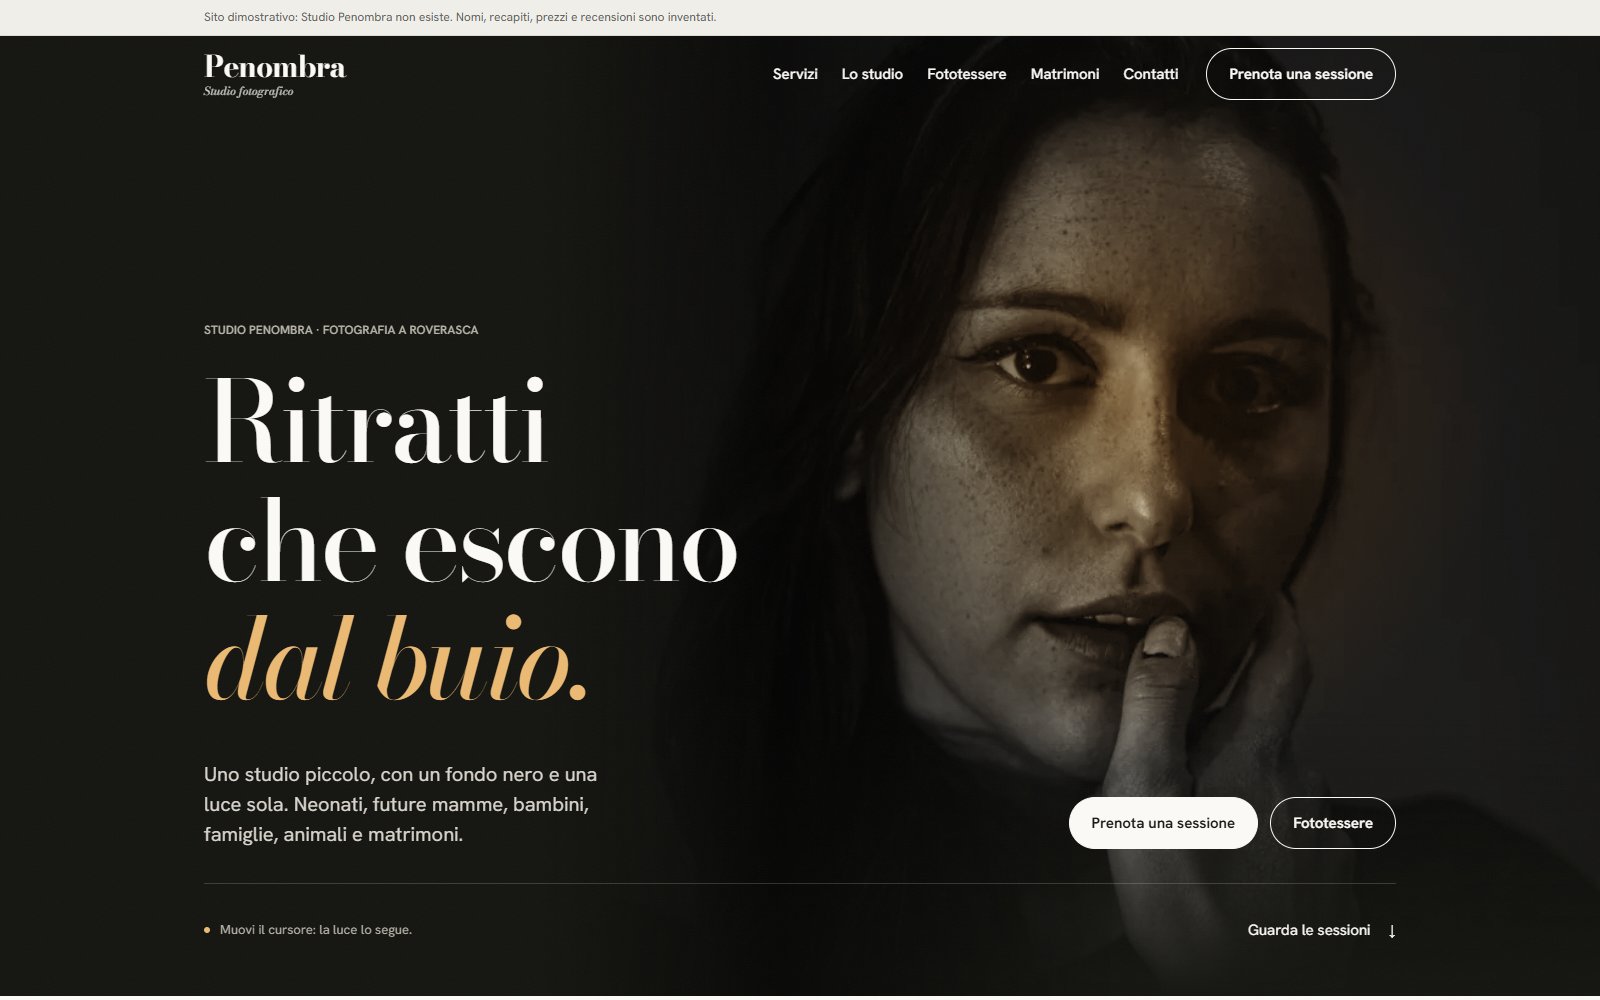 Sito dimostrativo: Studio Penombra non esiste. Nomi, recapiti, prezzi e recensioni sono inventati.
Penombra
Studio fotografico
Servizi
Lo studio
Fototessere
Matrimoni
Contatti
Prenota una sessione
STUDIO PENOMBRA · FOTOGRAFIA A ROVERASCA
Ritratti
che escono
dal buio.
Uno studio piccolo, con un fondo nero e una
luce sola. Neonati, future mamme, bambini,
famiglie, animali e matrimoni.
Prenota una sessione
Fototessere
Muovi il cursore: la luce lo segue.
Guarda le sessioni ↓